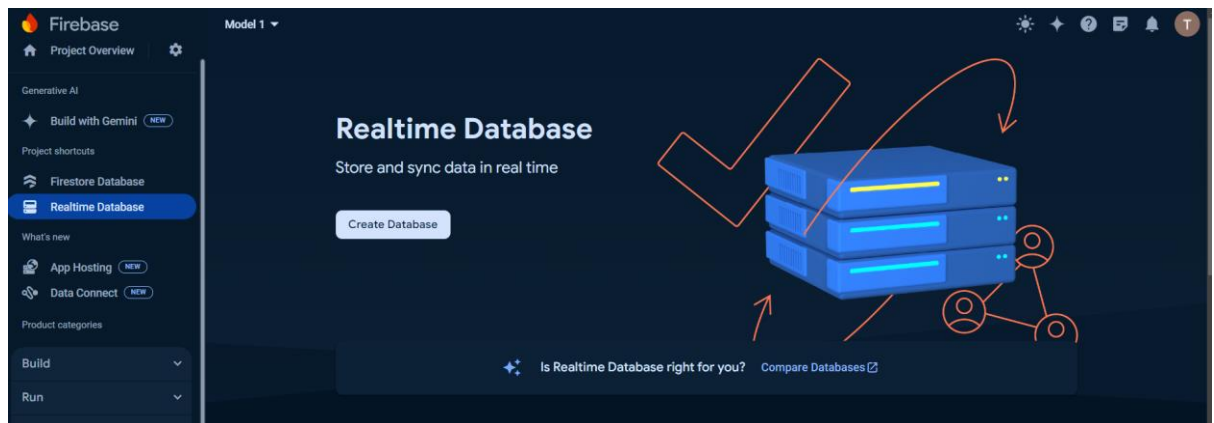 Firebase
Model 1
T
Project Overview
Generative AI
Build with Gemini NEW
Project shortcuts
Firestore Database
Realtime Database
What's new
App Hosting NEW
Data Connect NEW
Product categories
Build
Run
Realtime Database
Store and sync data in real time
Create Database
Is Realtime Database right for you? Compare Databases